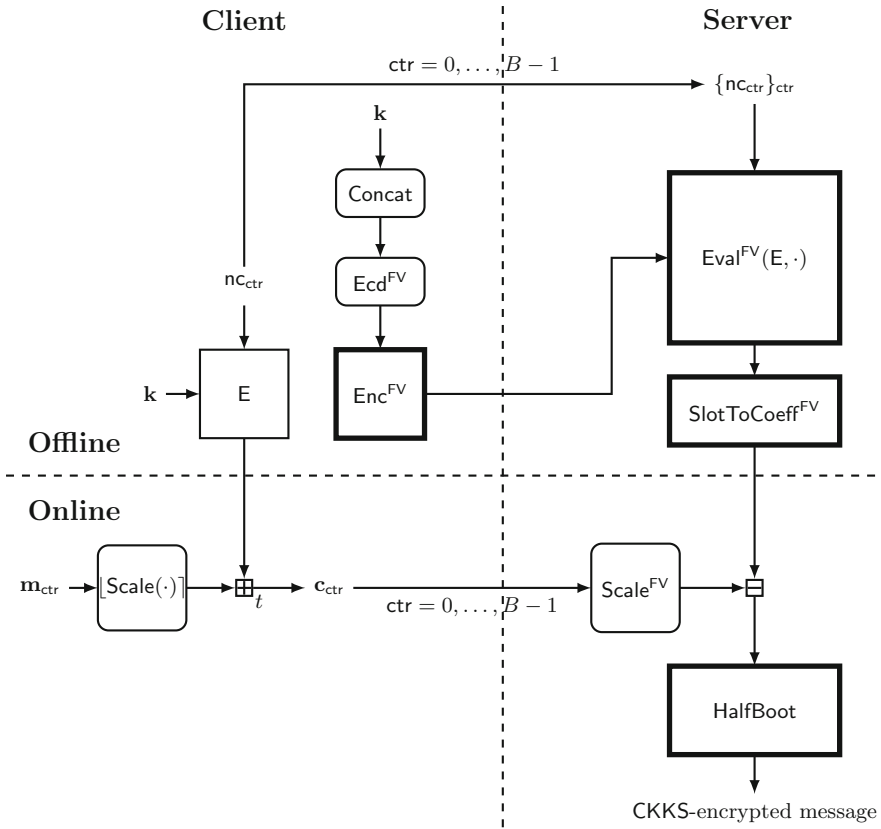 Client
Server
ctr = 0, . . . , B − 1
{nc_ctr}_ctr
k
Concat
Eval^FV(E, ·)
nc_ctr
Ecd^FV
k
E
Enc^FV
SlotToCoeff^FV
Offline
Online
m_ctr
⌊Scale(·)⌉
t
c_ctr
ctr = 0, . . . , B − 1
Scale^FV
HalfBoot
CKKS-encrypted message